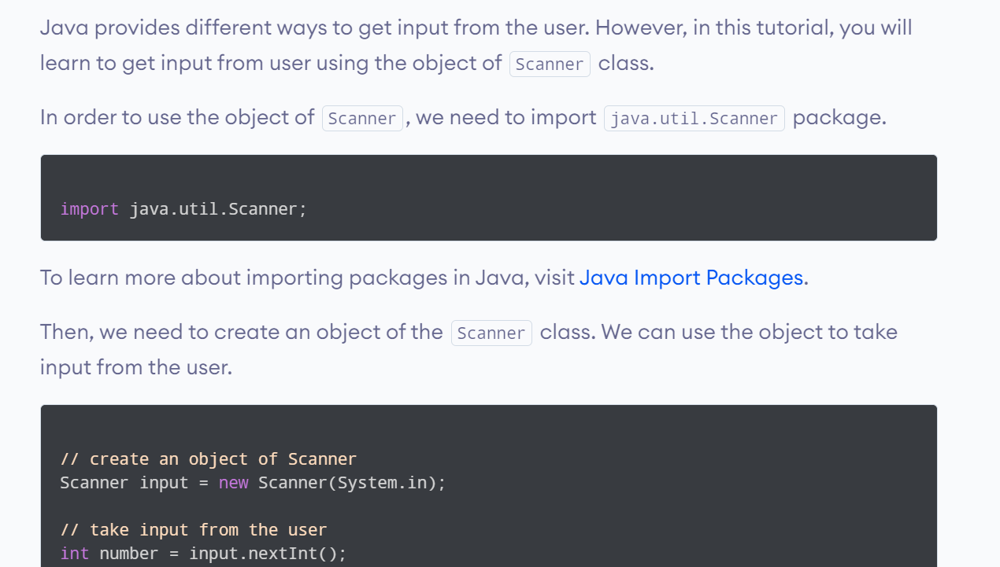 Java provides different ways to get input from the user. However, in this tutorial, you will
learn to get input from user using the object of Scanner class.
In order to use the object of Scanner, we need to import java.util.Scanner package.
import java.util.Scanner;
To learn more about importing packages in Java, visit Java Import Packages.
Then, we need to create an object of the Scanner class. We can use the object to take
input from the user.
// create an object of Scanner
Scanner input = new Scanner(System.in);
// take input from the user
int number = input.nextInt();